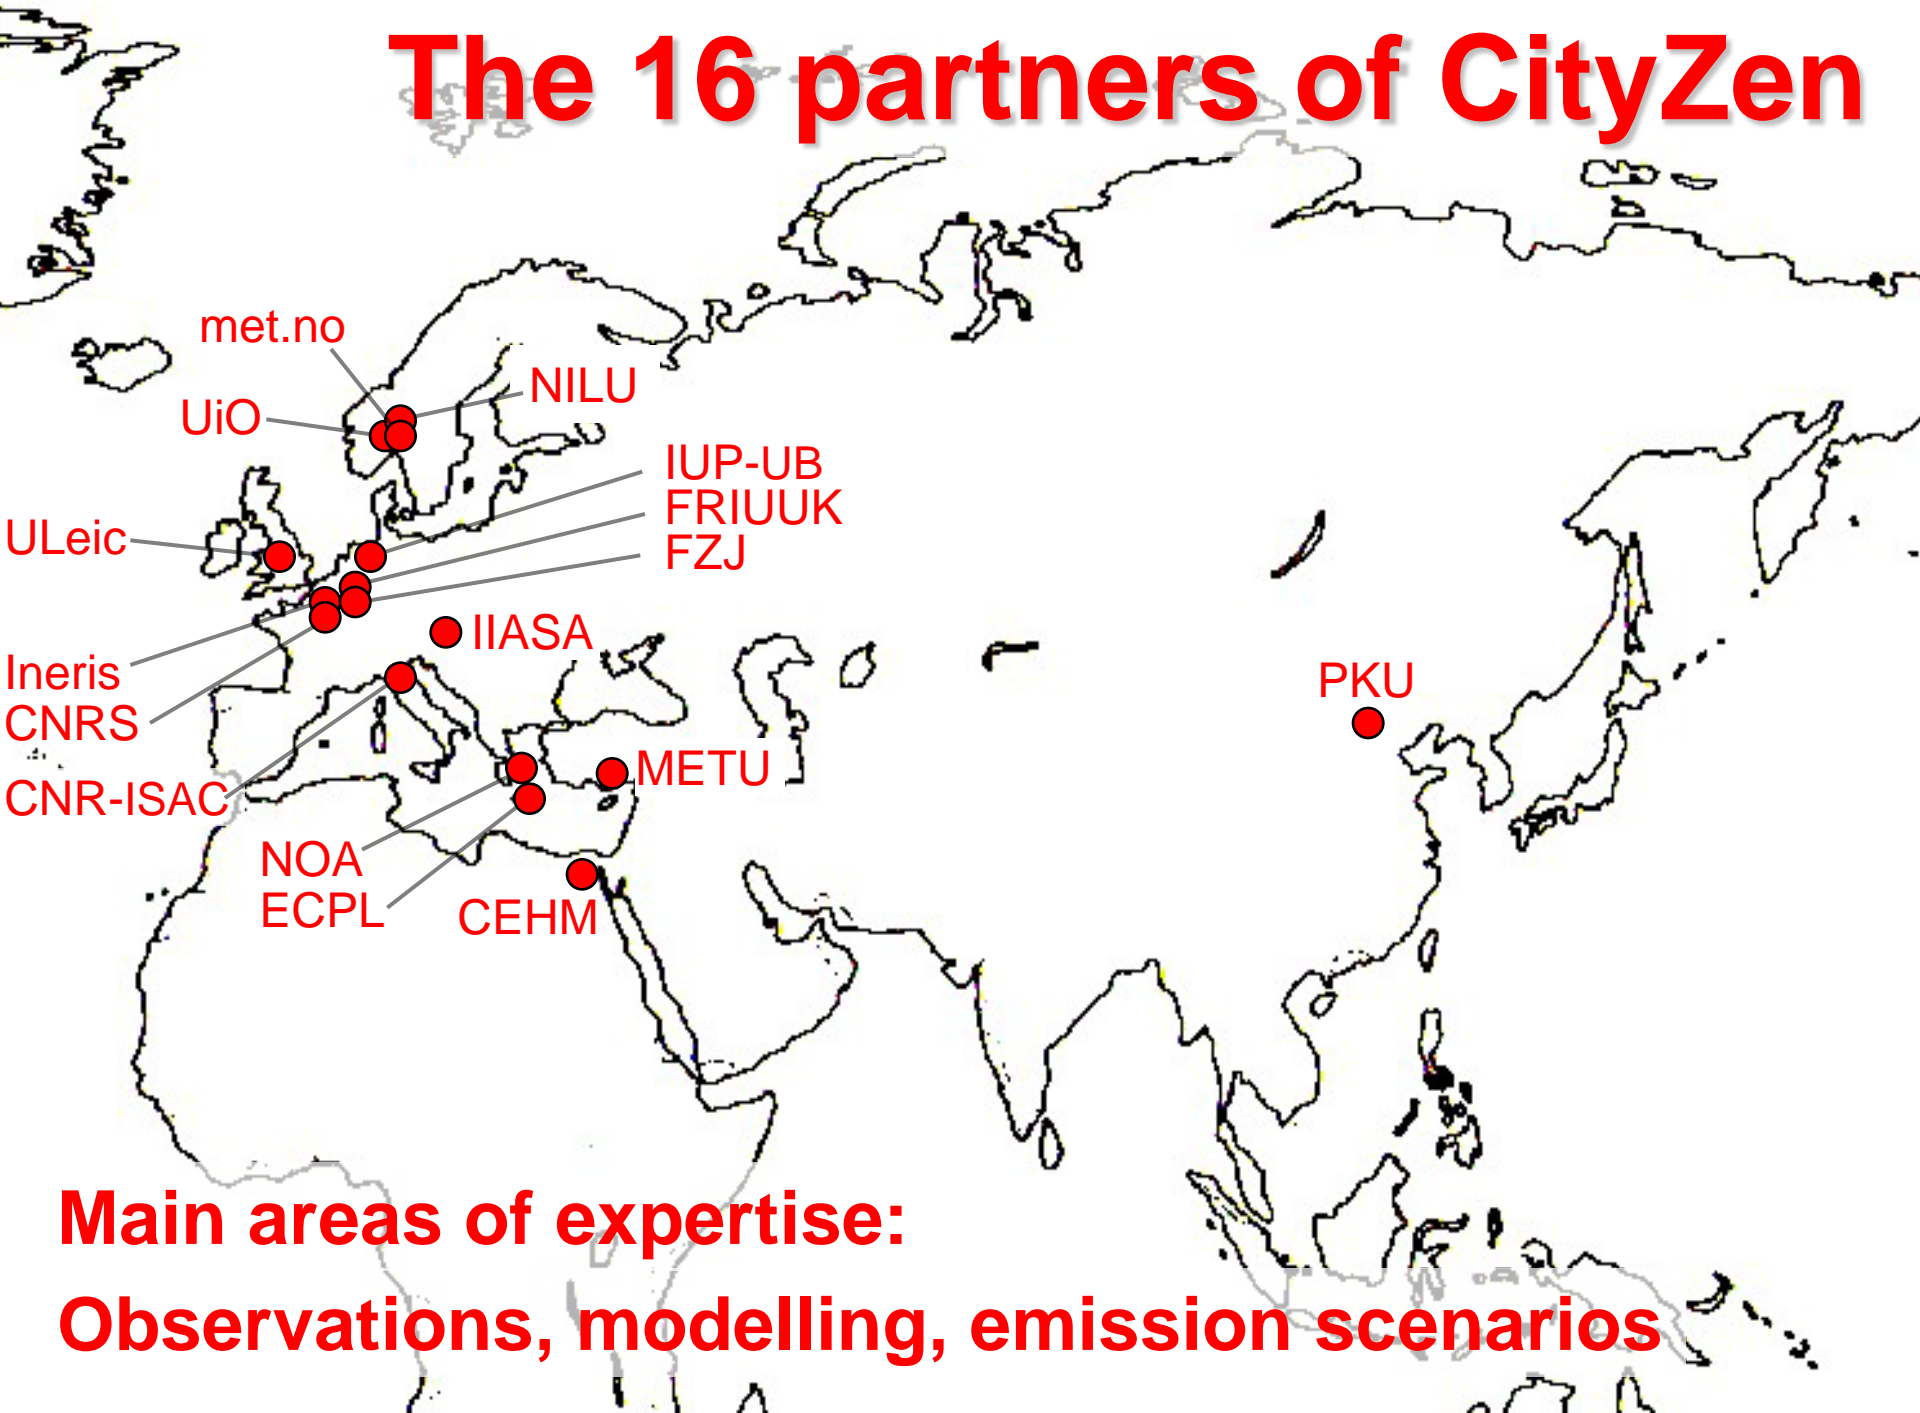 The 16 partners of CityZen
met.no
NILU
UiO
IUP-UB
FRIUUK
FZJ
ULeic
IIASA
Ineris
CNRS
PKU
CNR-ISAC
METU
NOA
ECPL
CEHM
Main areas of expertise:
Observations, modelling, emission scenarios